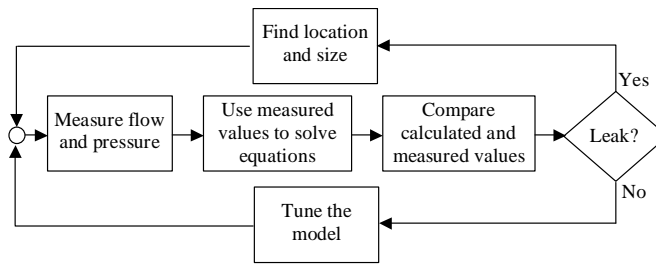 Find location
and size
Yes
Measure flow
and pressure
Use measured
values to solve
equations
Compare
calculated and
measured values
Leak?
No
Tune the
model